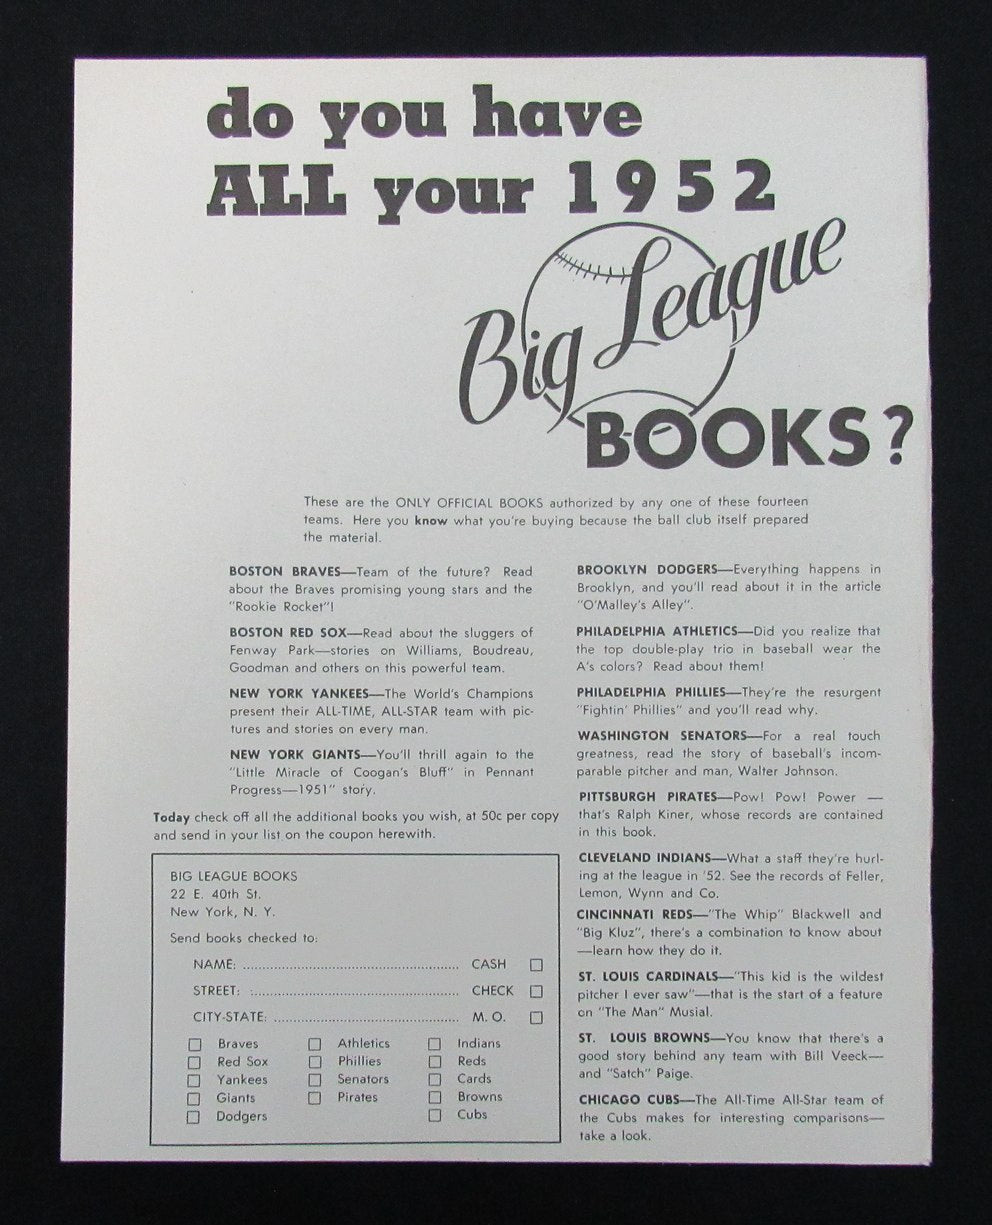 do you have
ALL your 1952
Big League
BOOKS?
These are the ONLY OFFICIAL BOOKS authorized by any one of these fourteen
teams. Here you know what you're buying because the ball club itself prepared
the material.
BOSTON BRAVES—Team of the future? Read
about the Braves promising young stars and the
"Rookie Rocket"!
BOSTON RED SOX—Read about the sluggers of
Fenway Park—stories on Williams, Boudreau,
Goodman and others on this powerful team.
NEW YORK YANKEES—The World's Champions
present their ALL-TIME, ALL-STAR team with pic-
tures and stories on every man.
NEW YORK GIANTS—You'll thrill again to the
"Little Miracle of Coogan's Bluff" in Pennant
Progress—1951" story.
Today check off all the additional books you wish, at 50c per copy
and send in your list on the coupon herewith.
BIG LEAGUE BOOKS
22 E. 40th St.
New York, N. Y.
Send books checked to:
NAME: ........................................ CASH ☐
STREET: ........................................ CHECK ☐
CITY-STATE: .................................... M. O. ☐
☐ Braves ☐ Athletics ☐ Indians
☐ Red Sox ☐ Phillies ☐ Reds
☐ Yankees ☐ Senators ☐ Cards
☐ Giants ☐ Pirates ☐ Browns
☐ Dodgers ☐ Cubs
BROOKLYN DODGERS—Everything happens in
Brooklyn, and you'll read about it in the article
"O'Malley's Alley".
PHILADELPHIA ATHLETICS—Did you realize that
the top double-play trio in baseball wear the
A's colors? Read about them!
PHILADELPHIA PHILLIES—They're the resurgent
"Fightin' Phillies" and you'll read why.
WASHINGTON SENATORS—For a real touch
greatness, read the story of baseball's incom-
parable pitcher and man, Walter Johnson.
PITTSBURGH PIRATES—Pow! Pow! Power —
that's Ralph Kiner, whose records are contained
in this book.
CLEVELAND INDIANS—What a staff they're hurl-
ing at the league in '52. See the records of Feller,
Lemon, Wynn and Co.
CINCINNATI REDS—"The Whip" Blackwell and
"Big Kluz", there's a combination to know about
—learn how they do it.
ST. LOUIS CARDINALS—"This kid is the wildest
pitcher I ever saw"—that is the start of a feature
on "The Man" Musial.
ST. LOUIS BROWNS—You know that there's a
good story behind any team with Bill Veeck—
and "Satch" Paige.
CHICAGO CUBS—The All-Time All-Star team of
the Cubs makes for interesting comparisons—
take a look.